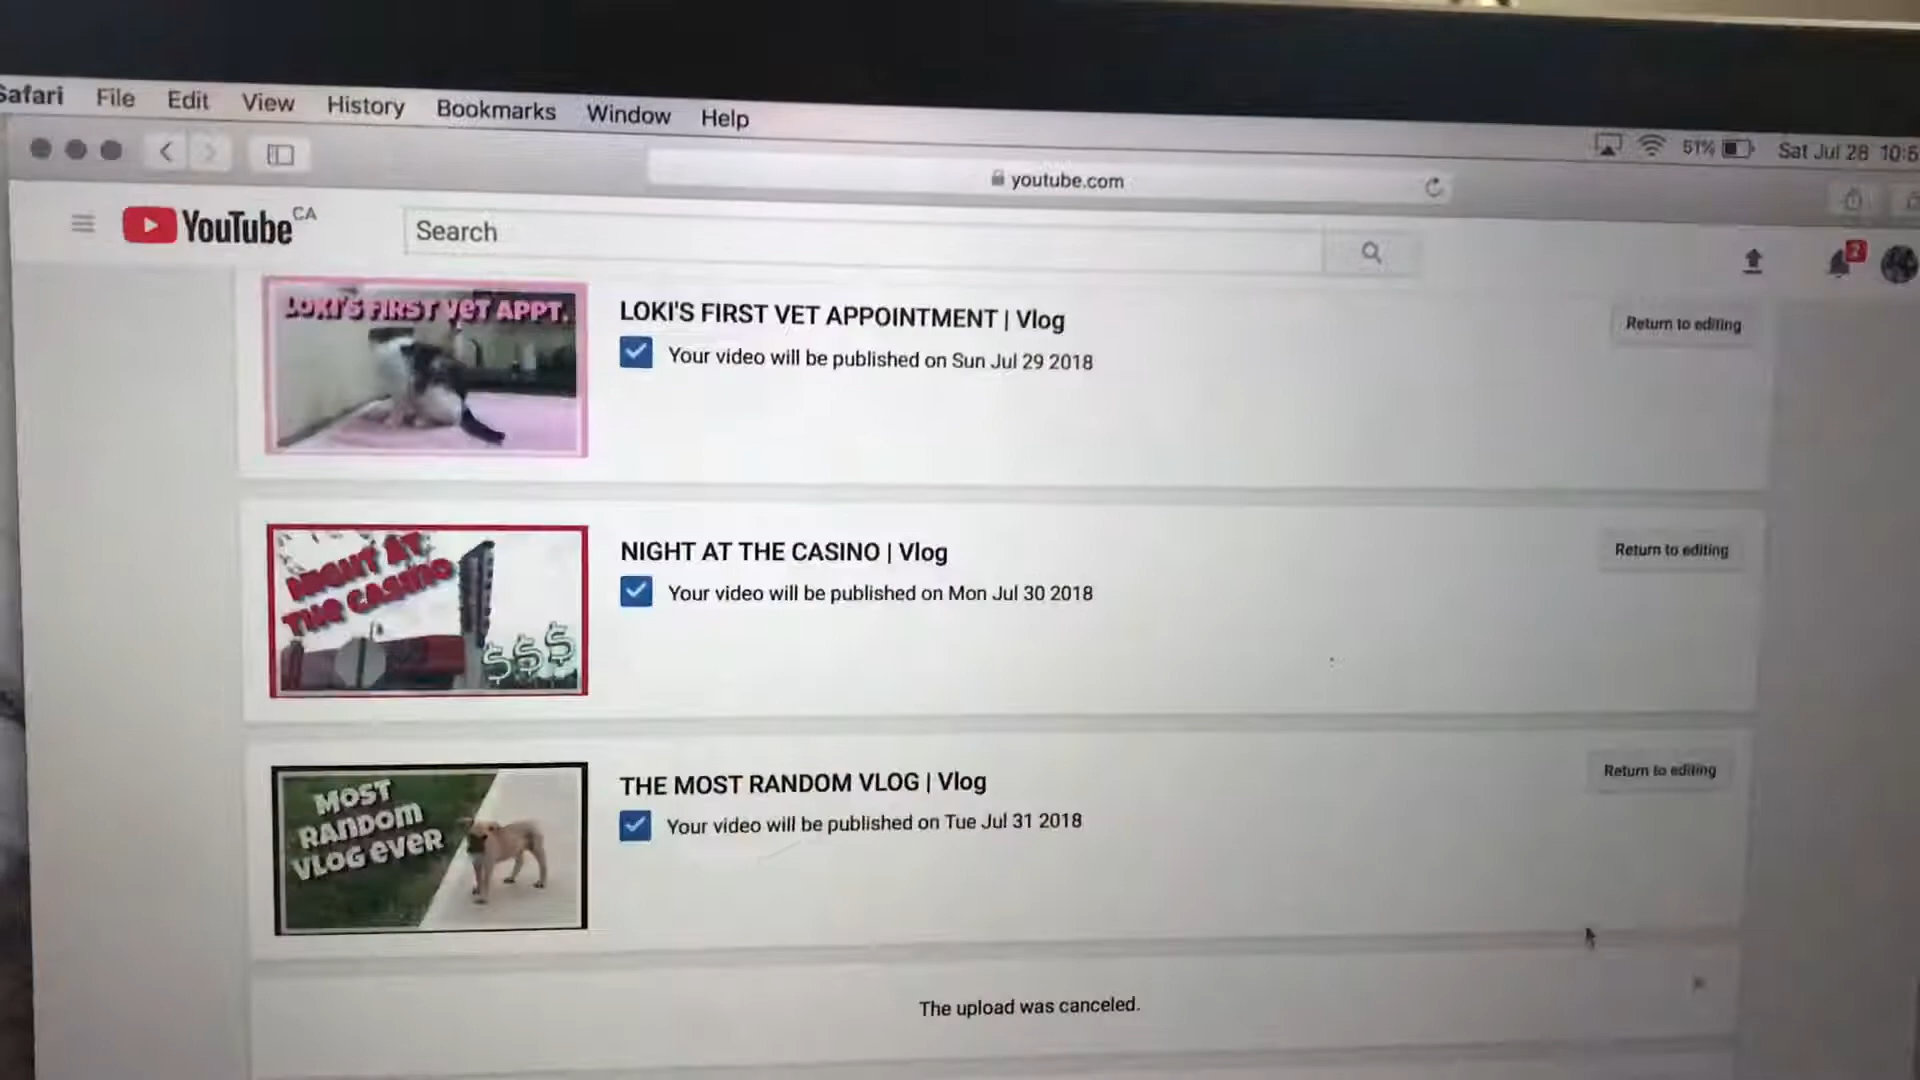 Safari File Edit View History Bookmarks Window Help
51% Sat Jul 28 10:5
youtube.com
YouTube CA
Search
2
LOKI'S FIRST VET APPT.
LOKI'S FIRST VET APPOINTMENT | Vlog
Return to editing
Your video will be published on Sun Jul 29 2018
NIGHT AT
THE CASINO
$$$
NIGHT AT THE CASINO | Vlog
Return to editing
Your video will be published on Mon Jul 30 2018
MOST
RANDOM
VLOG EVER
THE MOST RANDOM VLOG | Vlog
Return to editing
Your video will be published on Tue Jul 31 2018
The upload was canceled.